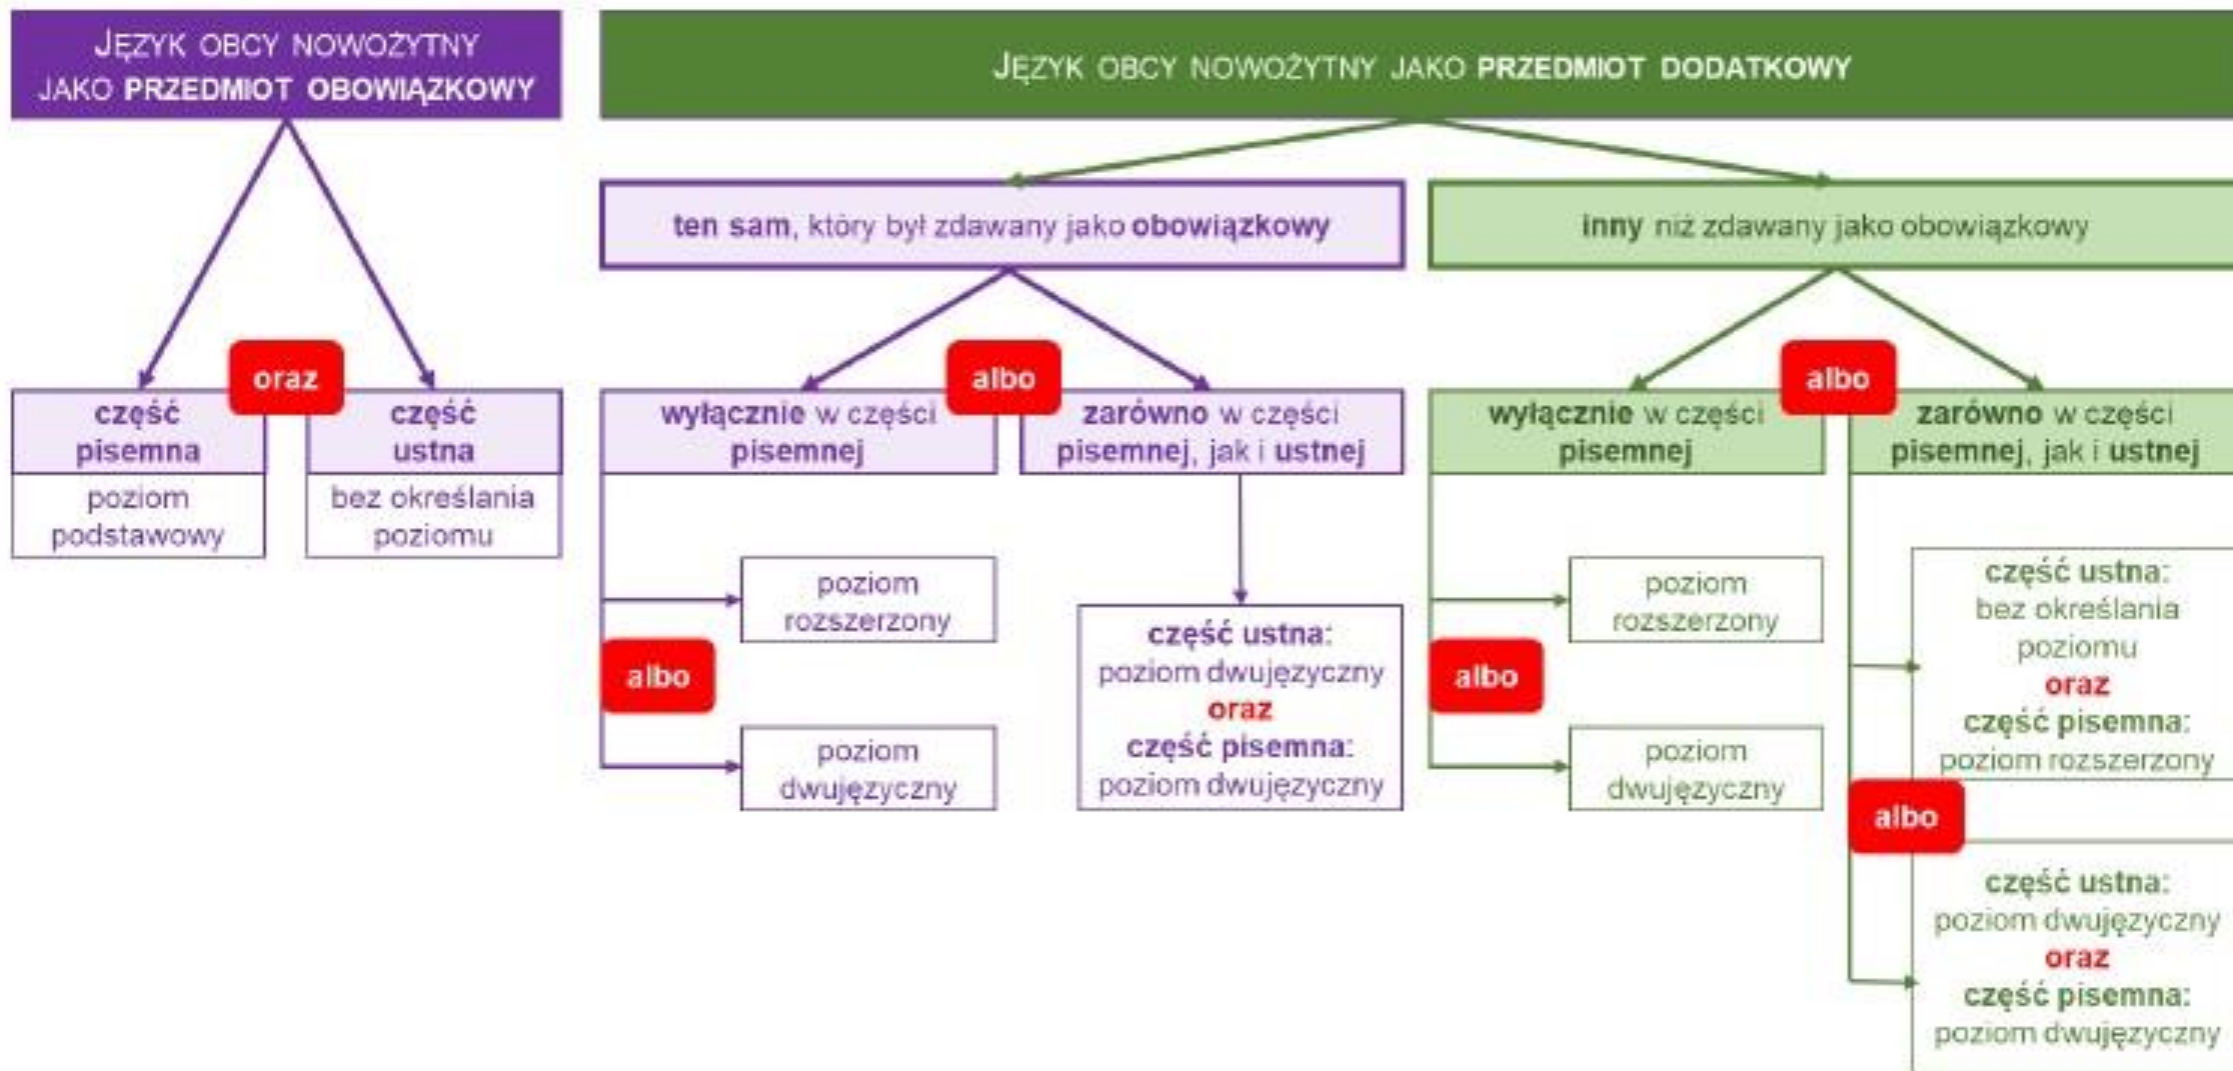 JĘZYK OBCY NOWOŻYTNY
JAKO PRZEDMIOT OBOWIĄZKOWY
JĘZYK OBCY NOWOŻYTNY JAKO PRZEDMIOT DODATKOWY
ten sam, który był zdawany jako obowiązkowy
inny niż zdawany jako obowiązkowy
oraz
część
pisemna
poziom
podstawowy
część
ustna
bez określania
poziomu
albo
wyłącznie w części
pisemnej
poziom
rozszerzony
albo
poziom
dwujęzyczny
zarówno w części
pisemnej, jak i ustnej
część ustna:
poziom dwujęzyczny
oraz
część pisemna:
poziom dwujęzyczny
albo
wyłącznie w części
pisemnej
poziom
rozszerzony
albo
poziom
dwujęzyczny
zarówno w części
pisemnej, jak i ustnej
część ustna:
bez określania
poziomu
oraz
część pisemna:
poziom rozszerzony
albo
część ustna:
poziom dwujęzyczny
oraz
część pisemna:
poziom dwujęzyczny